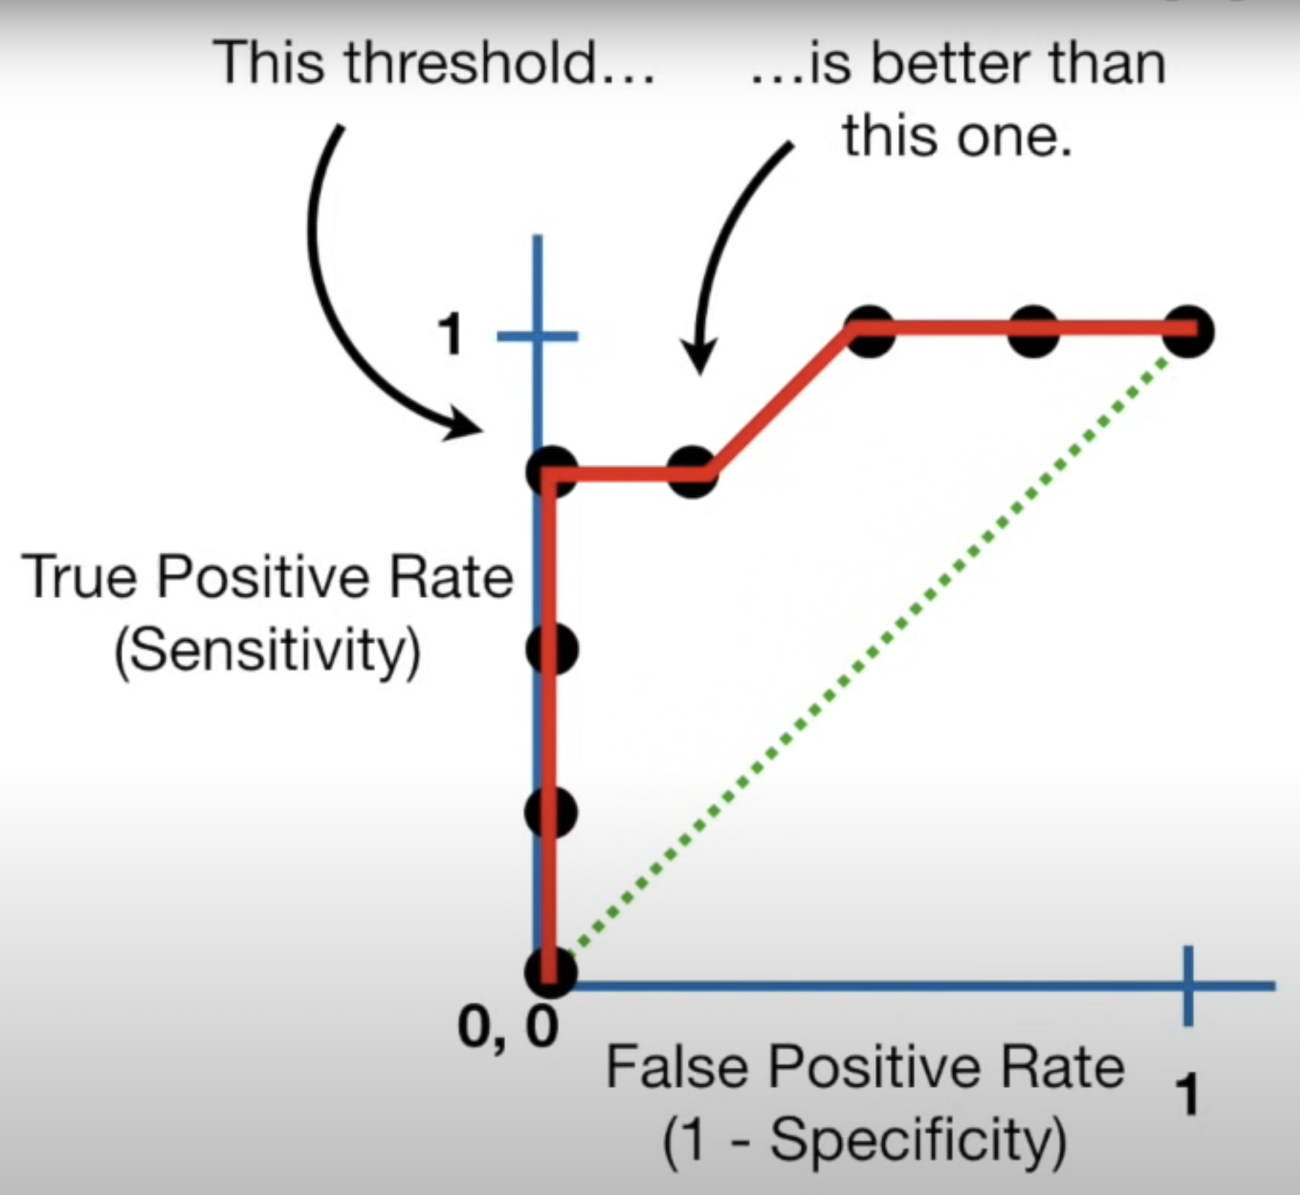 This threshold…
…is better than
this one.
1
True Positive Rate
(Sensitivity)
0, 0
False Positive Rate
(1 - Specificity)
1